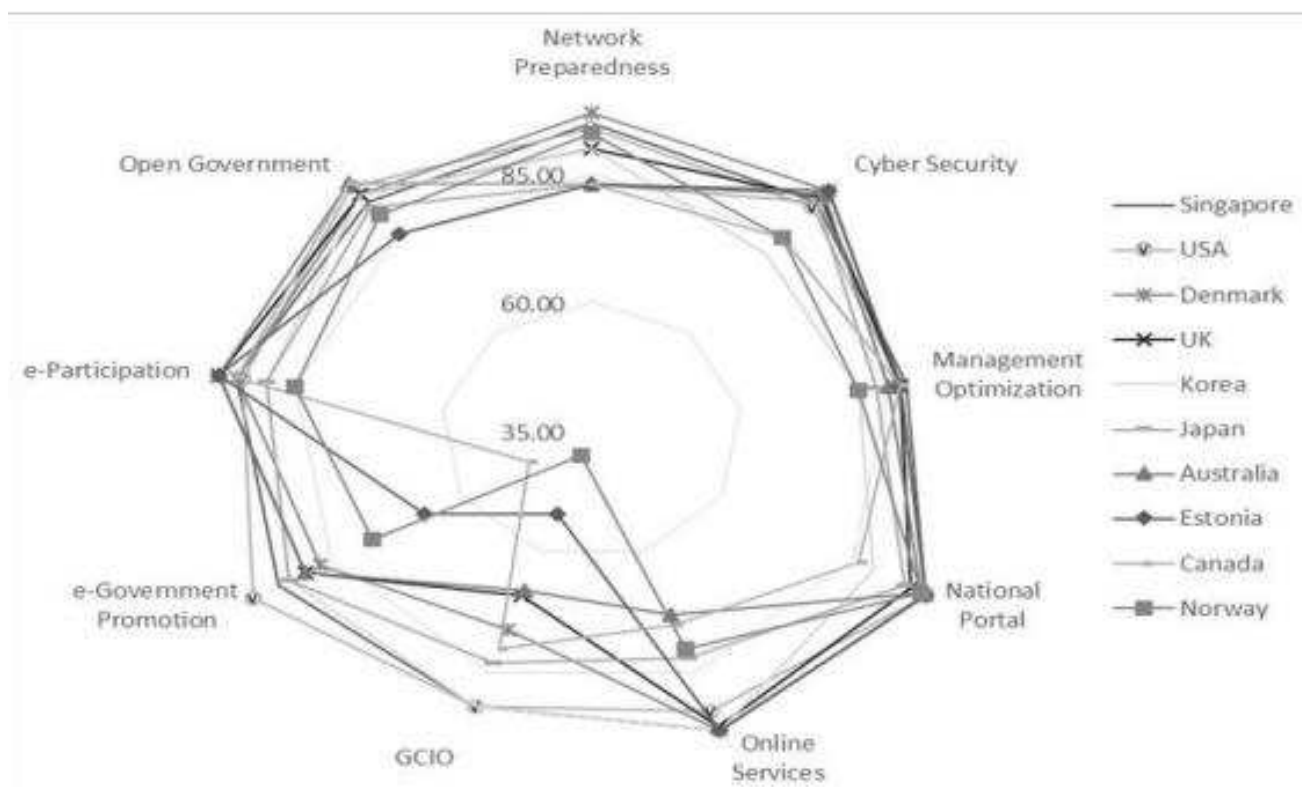 Network
Preparedness
Open Government
Cyber Security
85.00
Singapore
USA
Denmark
60.00
UK
e-Participation
Management
Optimization
Korea
Japan
35.00
Australia
Estonia
Canada
e-Government
Promotion
National
Portal
Norway
GCIO
Online
Services